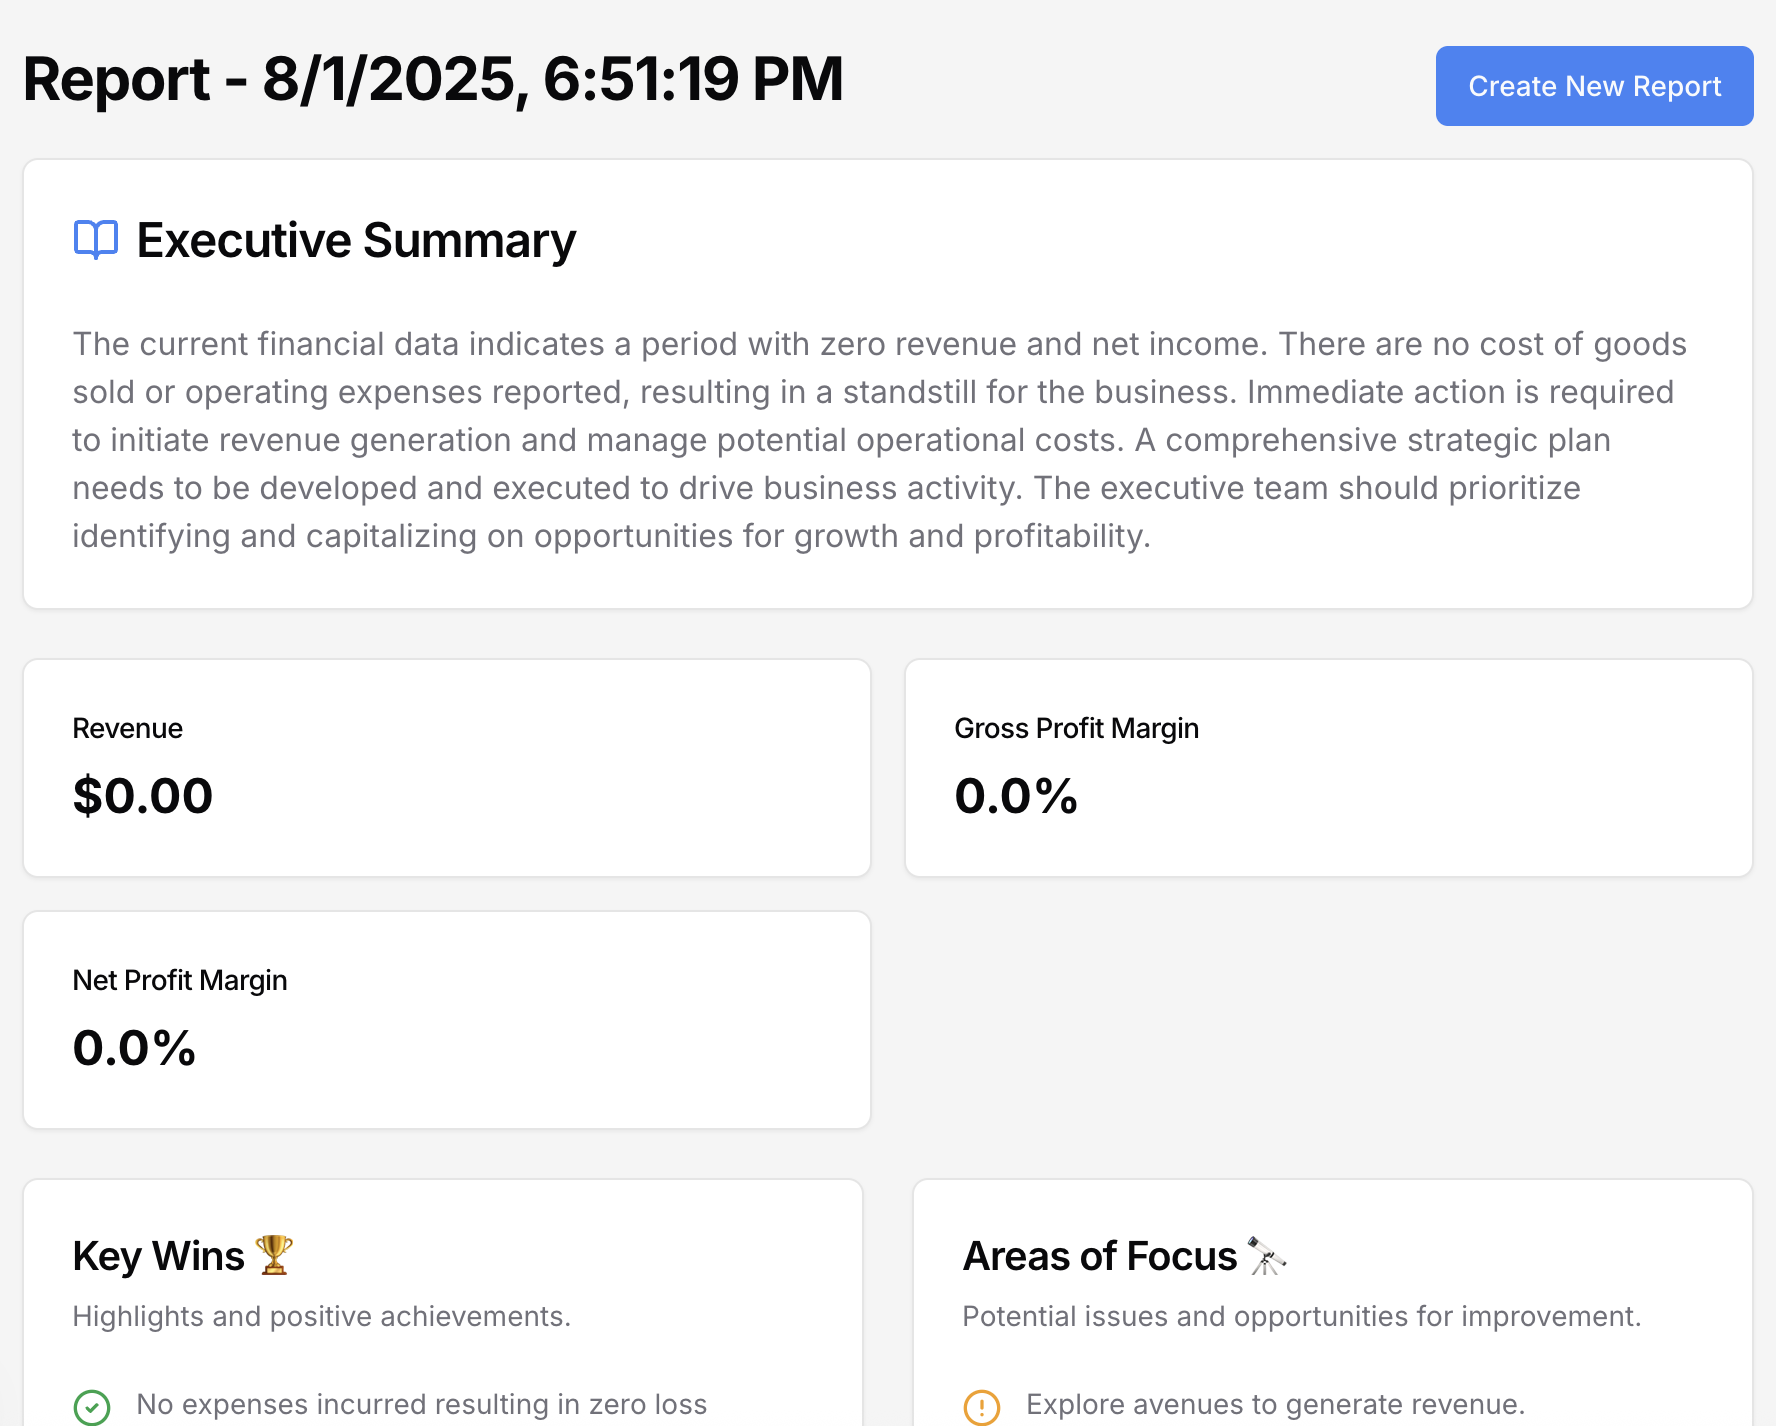 Report - 8/1/2025, 6:51:19 PM
Create New Report
Executive Summary
The current financial data indicates a period with zero revenue and net income. There are no cost of goods
sold or operating expenses reported, resulting in a standstill for the business. Immediate action is required
to initiate revenue generation and manage potential operational costs. A comprehensive strategic plan
needs to be developed and executed to drive business activity. The executive team should prioritize
identifying and capitalizing on opportunities for growth and profitability.
Revenue
$0.00
Gross Profit Margin
0.0%
Net Profit Margin
0.0%
Key Wins 🏆
Highlights and positive achievements.
No expenses incurred resulting in zero loss
Areas of Focus 🔭
Potential issues and opportunities for improvement.
Explore avenues to generate revenue.